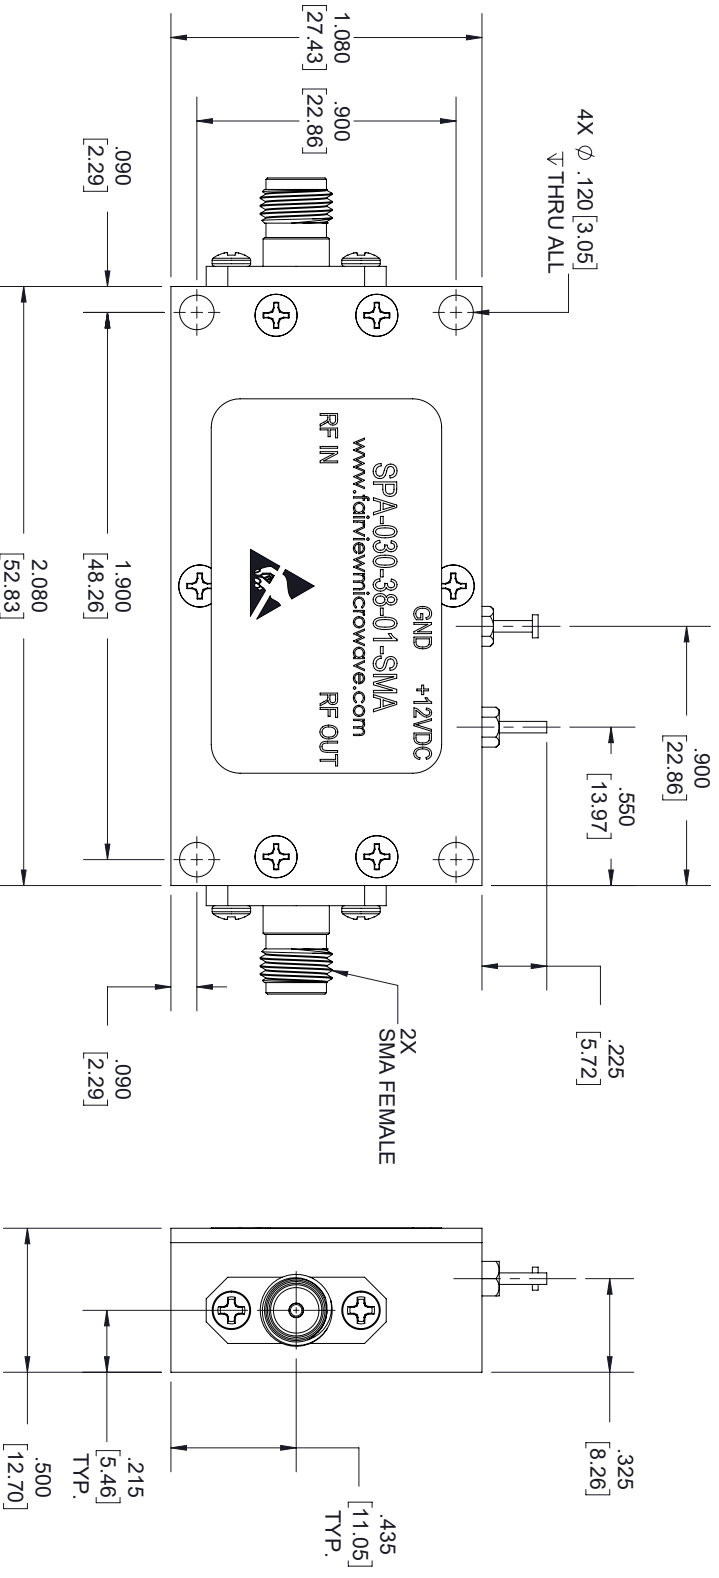 4X ⌀ .120 [3.05]
↧ THRU ALL
.900
[22.86]
.550
[13.97]
.225
[5.72]
.325
[8.26]
1.080
[27.43]
.900
[22.86]
GND +12VDC
SPA-030-38-01-SMA
www.fairviewmicrowave.com
RF IN
RF OUT
2X
SMA FEMALE
.435
[11.05]
TYP.
.090
[2.29]
.090
[2.29]
.215
[5.46]
TYP.
1.900
[48.26]
2.080
[52.83]
.500
[12.70]